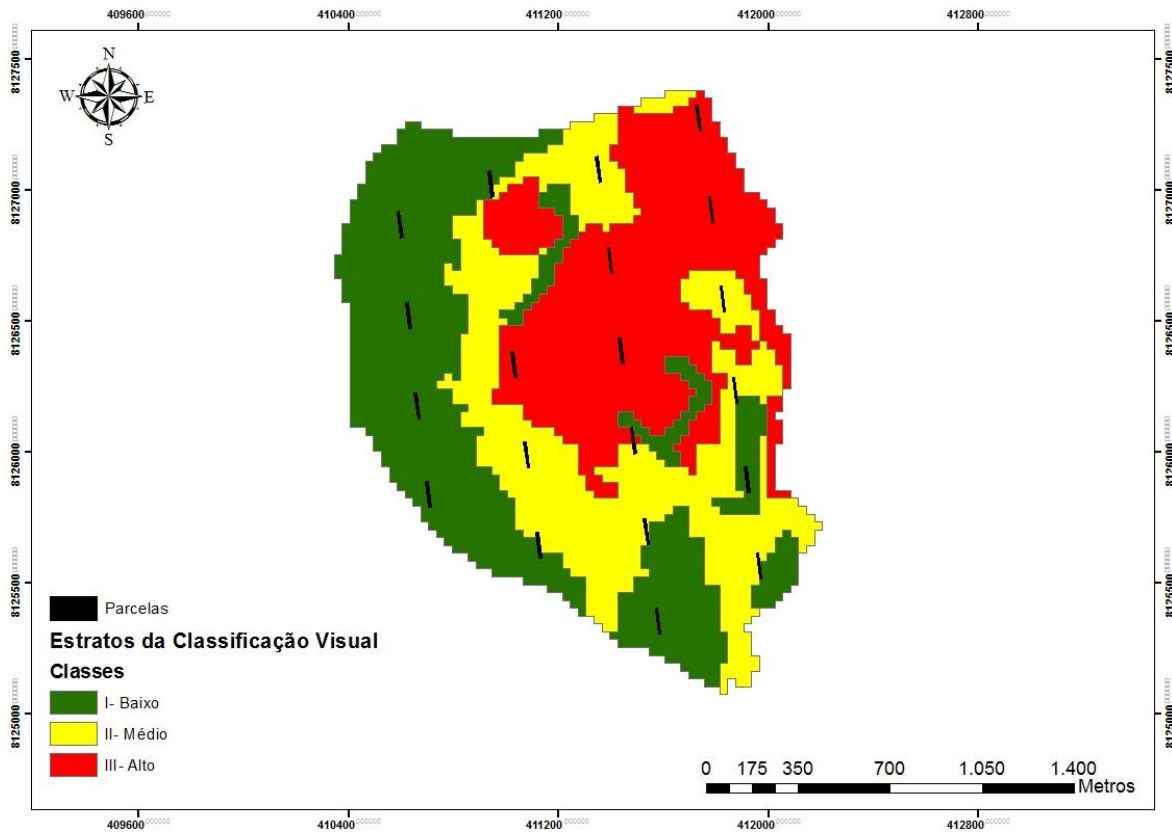 409600 410400 411200 412000 412800
8127500 8127500
N
W E
S
8127000 8127000
8126500 8126500
8126000 8126000
8125500 8125500
Parcelas
Estratos da Classificação Visual
Classes
I- Baixo
8125000 8125000
II- Médio
III- Alto
0 175 350 700 1.050 1.400
Metros
409600 410400 411200 412000 412800